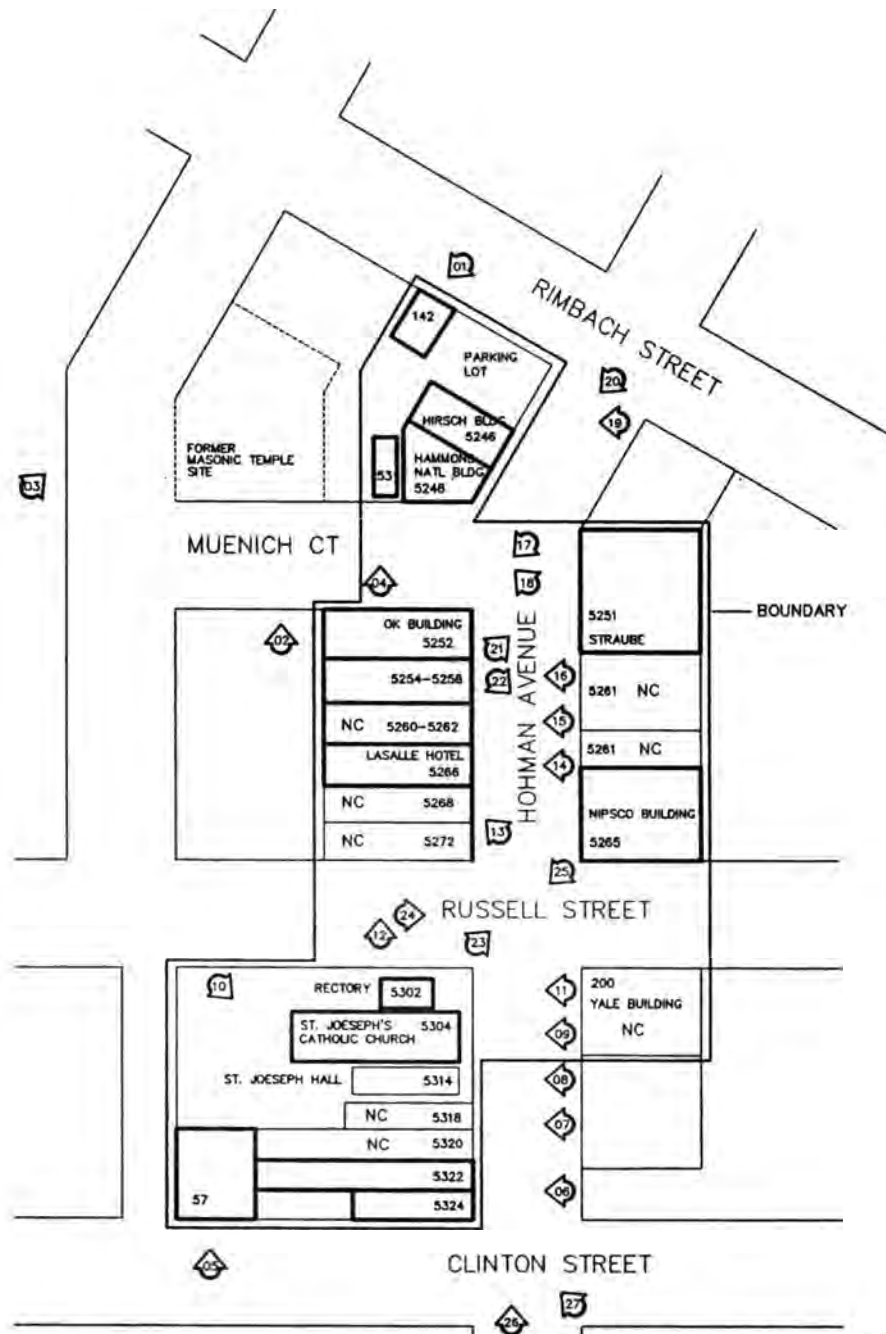 01
RIMBACH STREET
142
PARKING
LOT
20
HIRSCH BLDG
5246
19
FORMER
MASONIC TEMPLE
SITE
53
HAMMOND
NATL BLDG
5248
03
MUENICH CT
17
04
18
5251
STRAUBE
BOUNDARY
02
OK BUILDING
5252
21
HOHMAN AVENUE
5254-5258
22
16
5261 NC
NC 5260-5262
15
LASALLE HOTEL
5266
14
5261 NC
NC 5268
NIPSCO BUILDING
5265
NC 5272
13
25
24
RUSSELL STREET
12
23
10
RECTORY 5302
11
200
YALE BUILDING
NC
ST. JOESEPH'S 5304
CATHOLIC CHURCH
09
ST. JOESEPH HALL 5314
08
NC 5318
07
NC 5320
5322
06
57
5324
05
CLINTON STREET
27
26